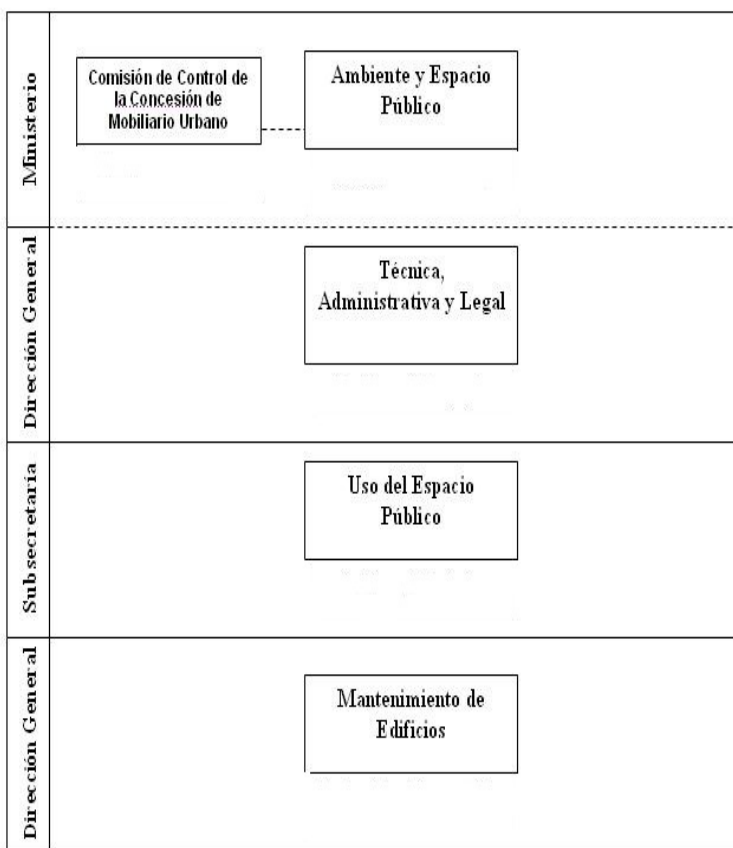 Ministerio
Comisión de Control de
la Concesión de
Mobiliario Urbano
Ambiente y Espacio
Público
Dirección General
Técnica,
Administrativa y Legal
Subsecretaría
Uso del Espacio
Público
Dirección General
Mantenimiento de
Edificios